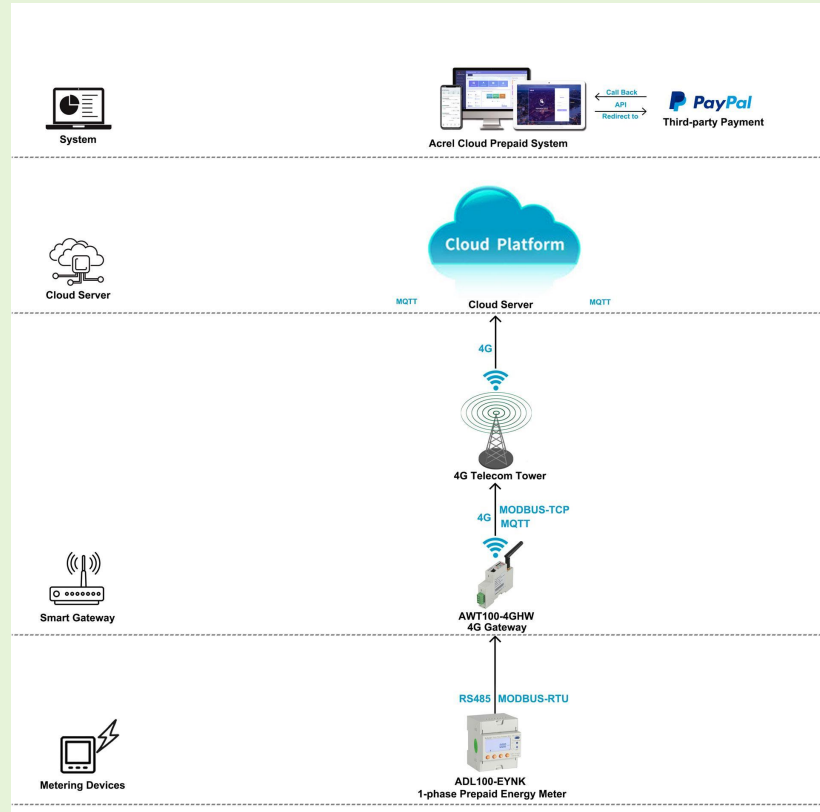 Call Back
API
Redirect to
PayPal
Third-party Payment
System
Acrel Cloud Prepaid System
Cloud Platform
Cloud Server
MQTT
Cloud Server
MQTT
4G
4G Telecom Tower
4G
MODBUS-TCP
MQTT
Smart Gateway
AWT100-4GHW
4G Gateway
RS485
MODBUS-RTU
Metering Devices
ADL100-EYNK
1-phase Prepaid Energy Meter